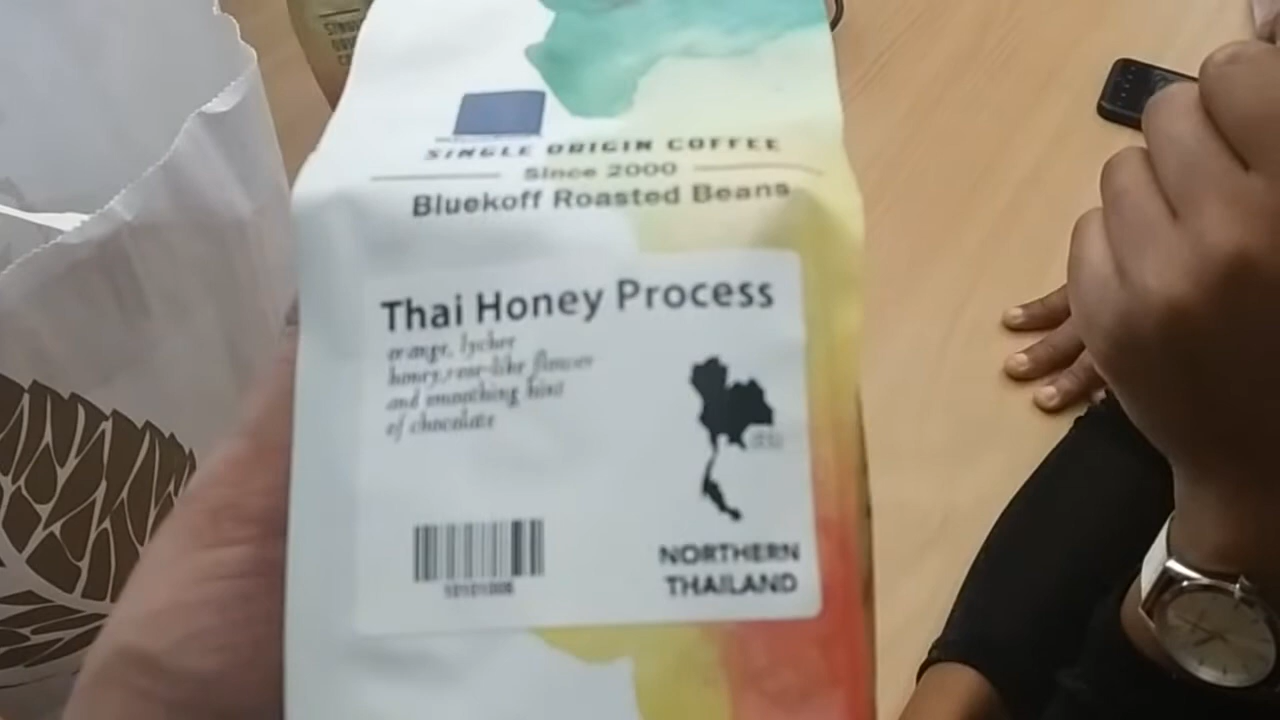 SINGLE ORIGIN COFFEE
Since 2000
Bluekoff Roasted Beans
Thai Honey Process
orange, lychee
honey, rose-like flower
and smoothing hint
of chocolate
NORTHERN
THAILAND